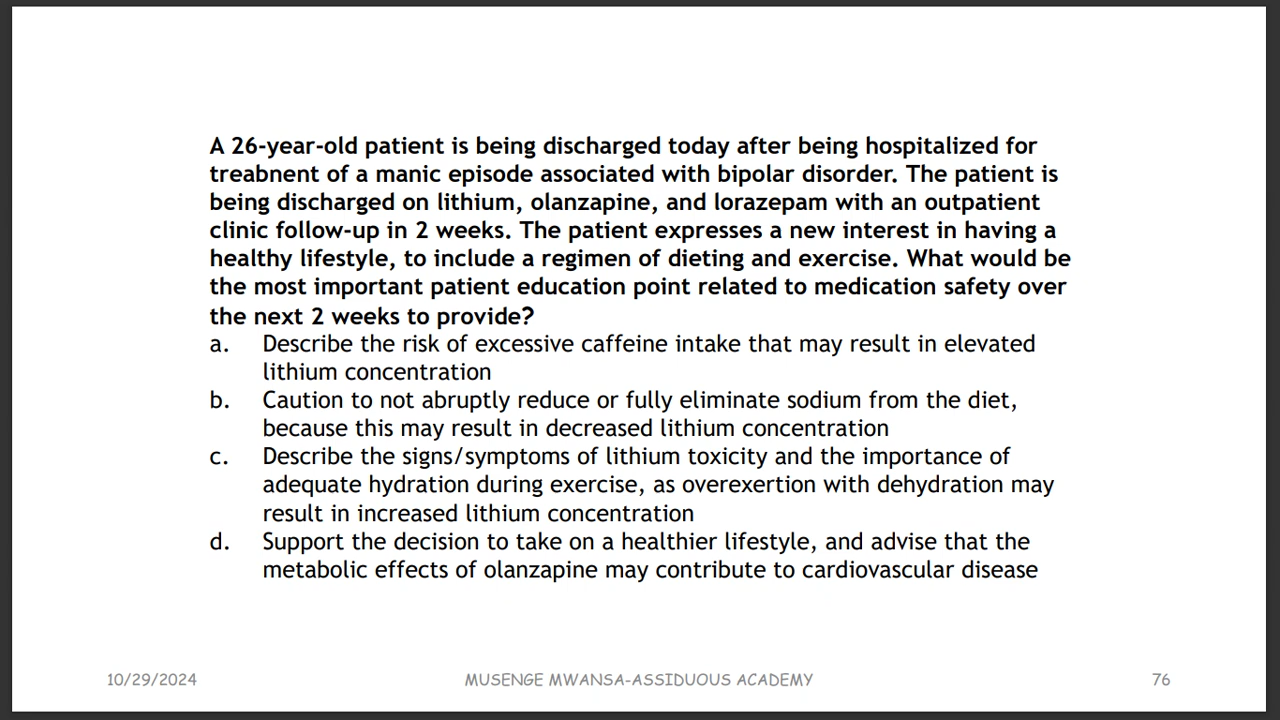 A 26-year-old patient is being discharged today after being hospitalized for
treabnent of a manic episode associated with bipolar disorder. The patient is
being discharged on lithium, olanzapine, and lorazepam with an outpatient
clinic follow-up in 2 weeks. The patient expresses a new interest in having a
healthy lifestyle, to include a regimen of dieting and exercise. What would be
the most important patient education point related to medication safety over
the next 2 weeks to provide?
a. Describe the risk of excessive caffeine intake that may result in elevated
lithium concentration
b. Caution to not abruptly reduce or fully eliminate sodium from the diet,
because this may result in decreased lithium concentration
c. Describe the signs/symptoms of lithium toxicity and the importance of
adequate hydration during exercise, as overexertion with dehydration may
result in increased lithium concentration
d. Support the decision to take on a healthier lifestyle, and advise that the
metabolic effects of olanzapine may contribute to cardiovascular disease
10/29/2024 MUSENGE MWANSA-ASSIDUOUS ACADEMY 76